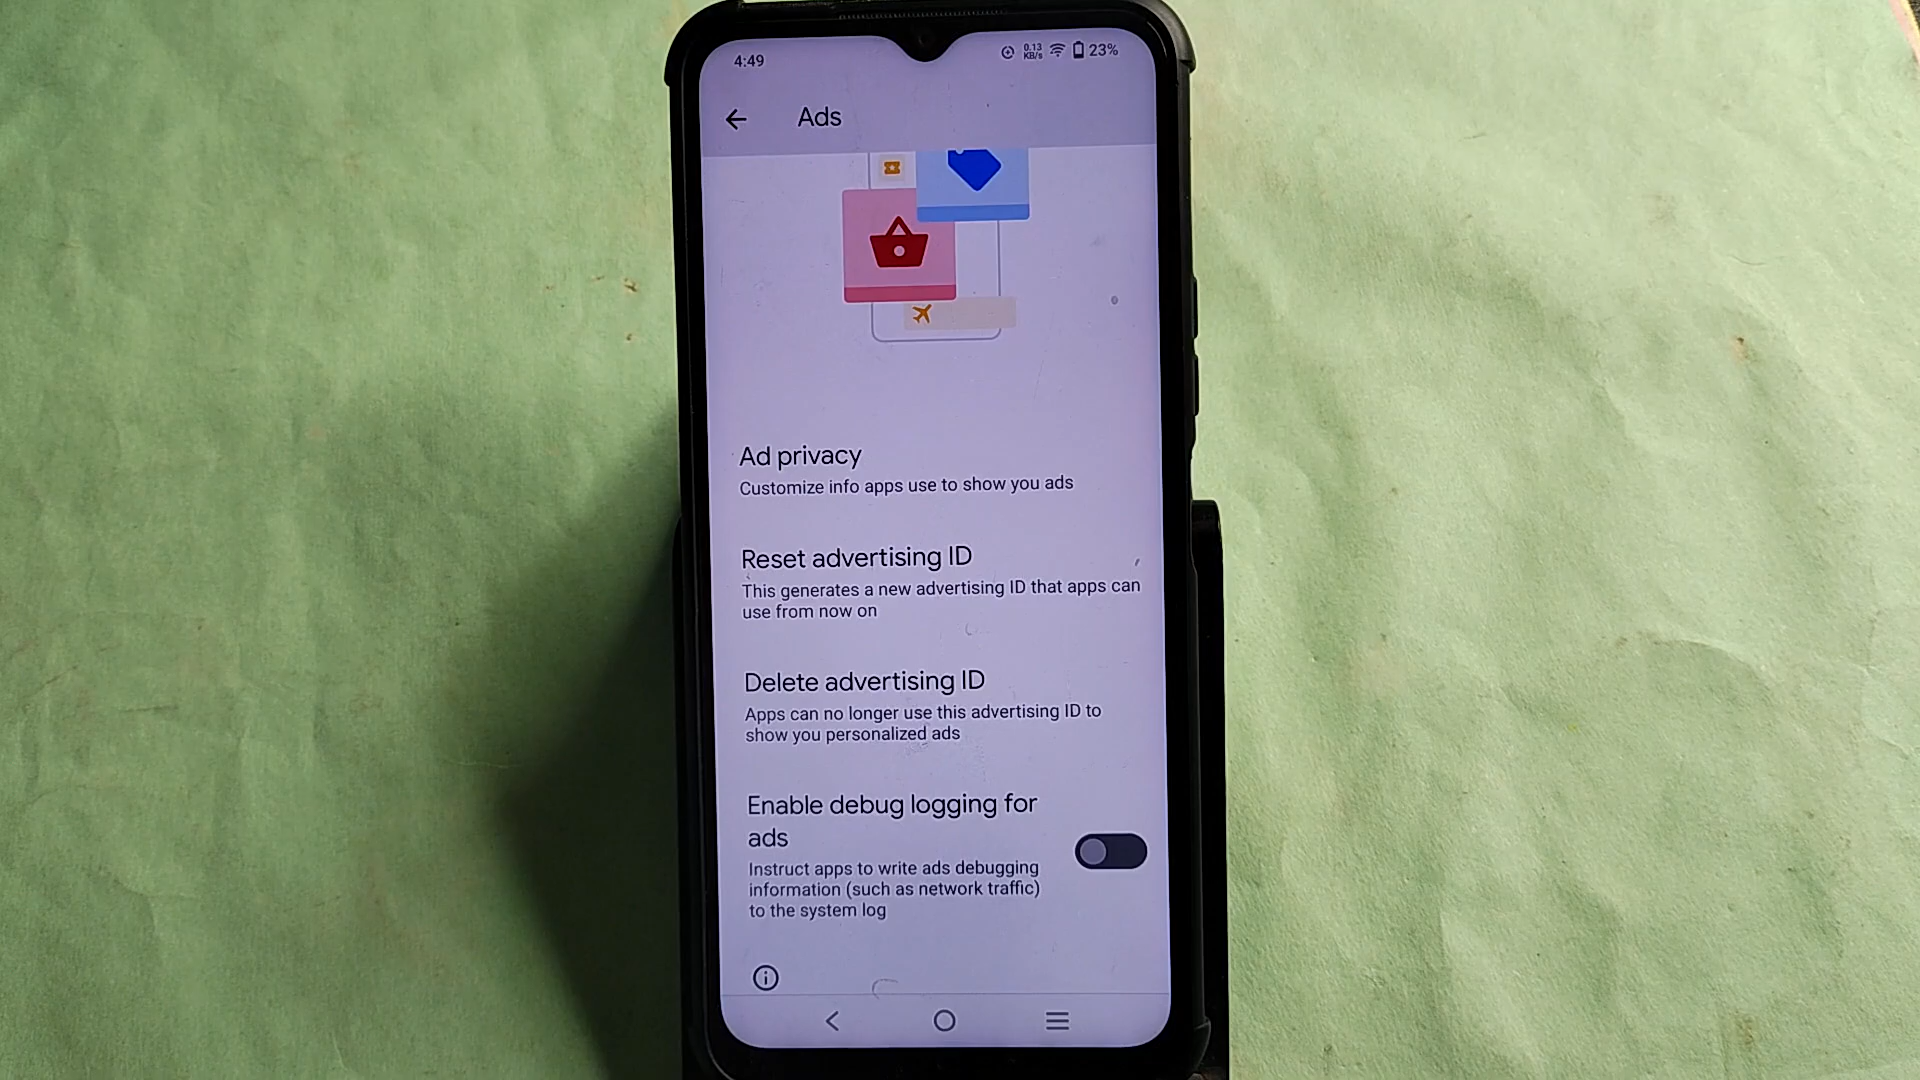 4:49
0.13
KB/s
23%
Ads
Ad privacy
Customize info apps use to show you ads
Reset advertising ID
This generates a new advertising ID that apps can
use from now on
Delete advertising ID
Apps can no longer use this advertising ID to
show you personalized ads
Enable debug logging for
ads
Instruct apps to write ads debugging
information (such as network traffic)
to the system log